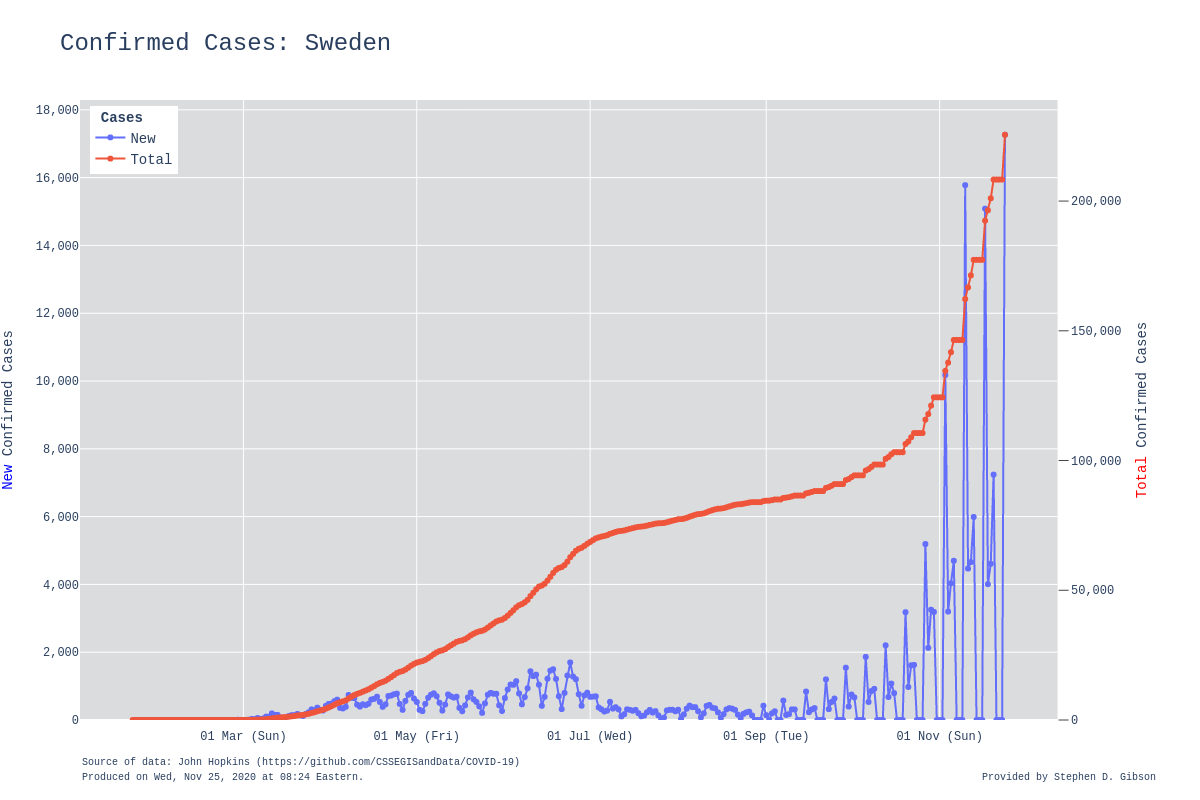 Confirmed Cases: Sweden
Cases
New
Total
18,000
16,000
14,000
12,000
10,000
8,000
6,000
4,000
2,000
0
New Confirmed Cases
200,000
150,000
100,000
50,000
0
Total Confirmed Cases
01 Mar (Sun)
01 May (Fri)
01 Jul (Wed)
01 Sep (Tue)
01 Nov (Sun)
Source of data: John Hopkins (https://github.com/CSSEGISandData/COVID-19)
Produced on Wed, Nov 25, 2020 at 08:24 Eastern.
Provided by Stephen D. Gibson